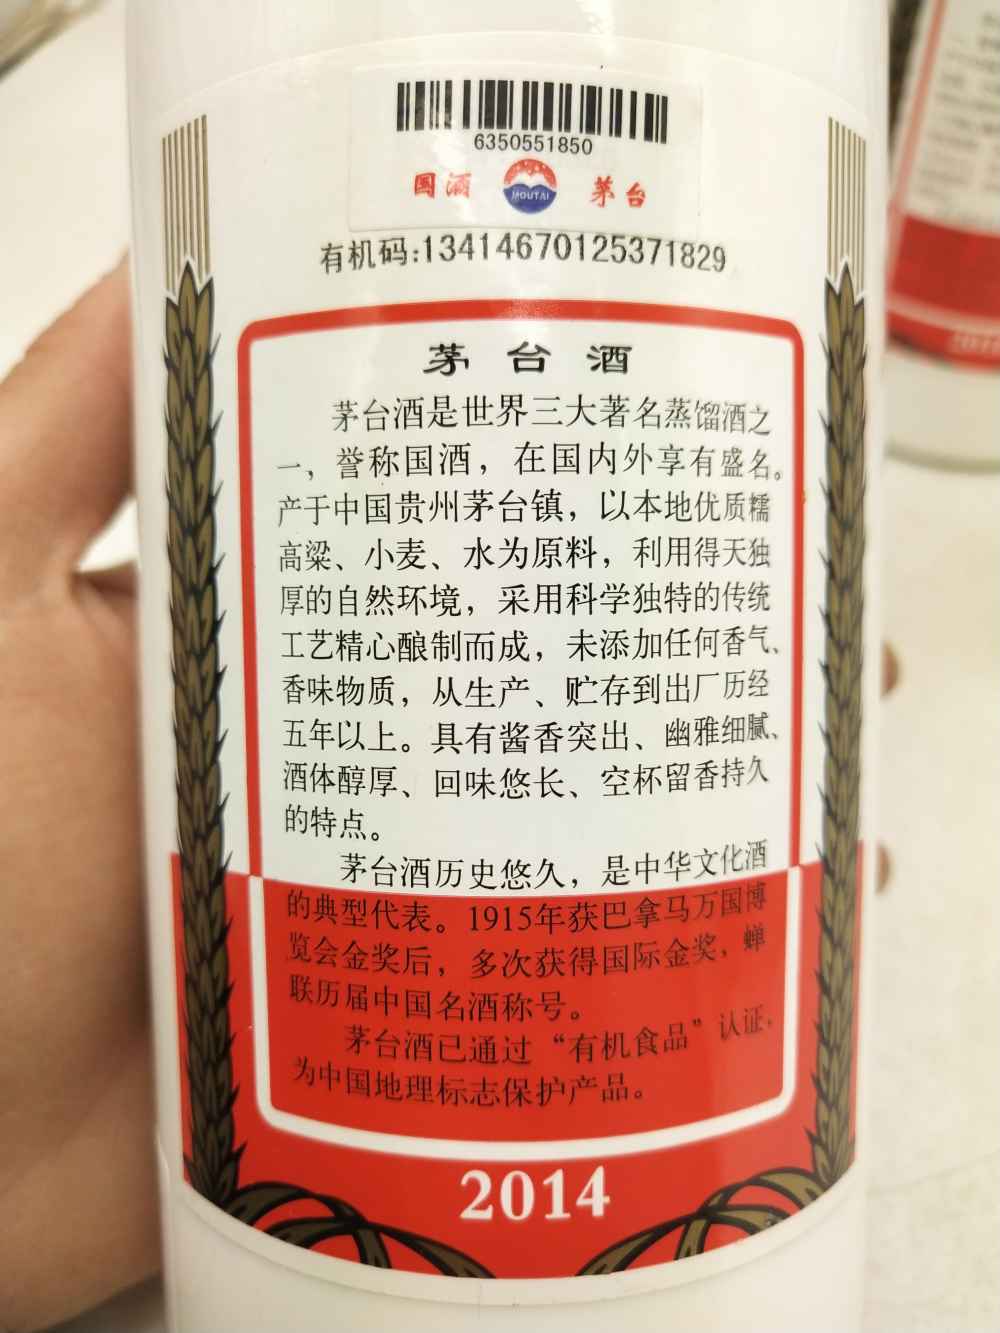 6350551850
国酒 MOUTAI 茅台
有机码:13414670125371829
茅台酒
茅台酒是世界三大著名蒸馏酒之
一，誉称国酒，在国内外享有盛名。
产于中国贵州茅台镇，以本地优质糯
高粱、小麦、水为原料，利用得天独
厚的自然环境，采用科学独特的传统
工艺精心酿制而成，未添加任何香气、
香味物质，从生产、贮存到出厂历经
五年以上。具有酱香突出、幽雅细腻、
酒体醇厚、回味悠长、空杯留香持久
的特点。
茅台酒历史悠久，是中华文化酒
的典型代表。1915年获巴拿马万国博
览会金奖后，多次获得国际金奖，蝉
联历届中国名酒称号。
茅台酒已通过“有机食品”认证，
为中国地理标志保护产品。
2014